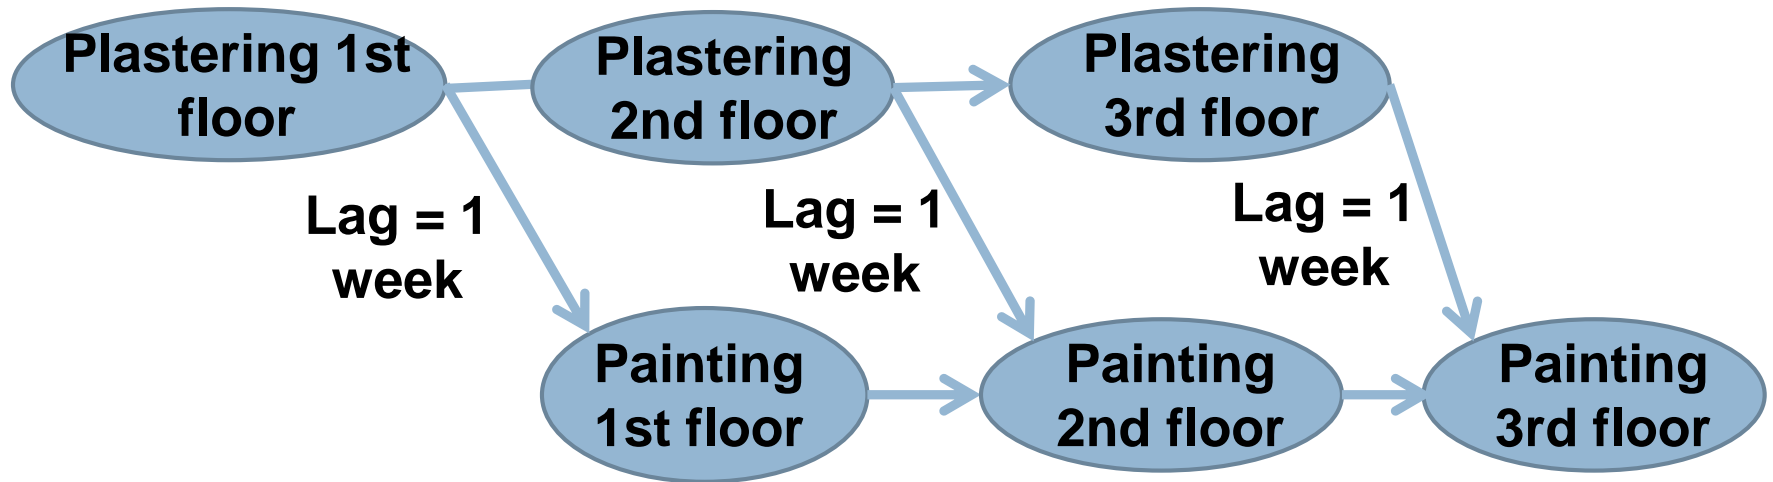 Plastering 1st
floor
Plastering
2nd floor
Plastering
3rd floor
Lag = 1
week
Lag = 1
week
Lag = 1
week
Painting
1st floor
Painting
2nd floor
Painting
3rd floor